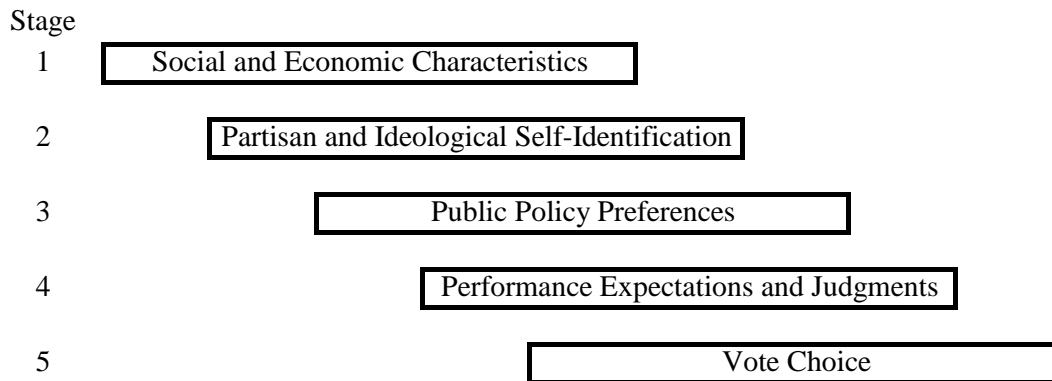 Stage
1 Social and Economic Characteristics
2 Partisan and Ideological Self-Identification
3 Public Policy Preferences
4 Performance Expectations and Judgments
5 Vote Choice